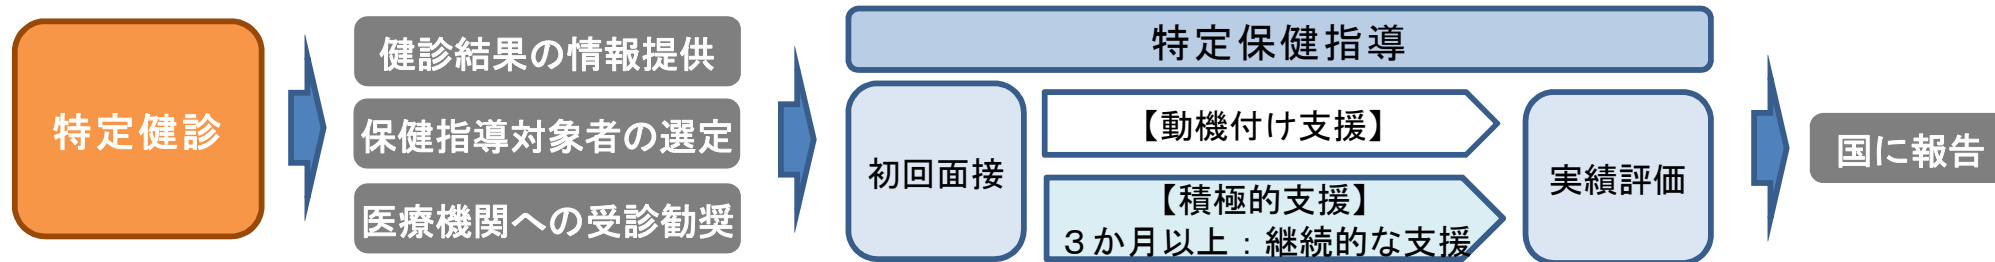 特定健診
健診結果の情報提供
保健指導対象者の選定
医療機関への受診勧奨
特定保健指導
初回面接
【動機付け支援】
【積極的支援】
３か月以上：継続的な支援
実績評価
国に報告